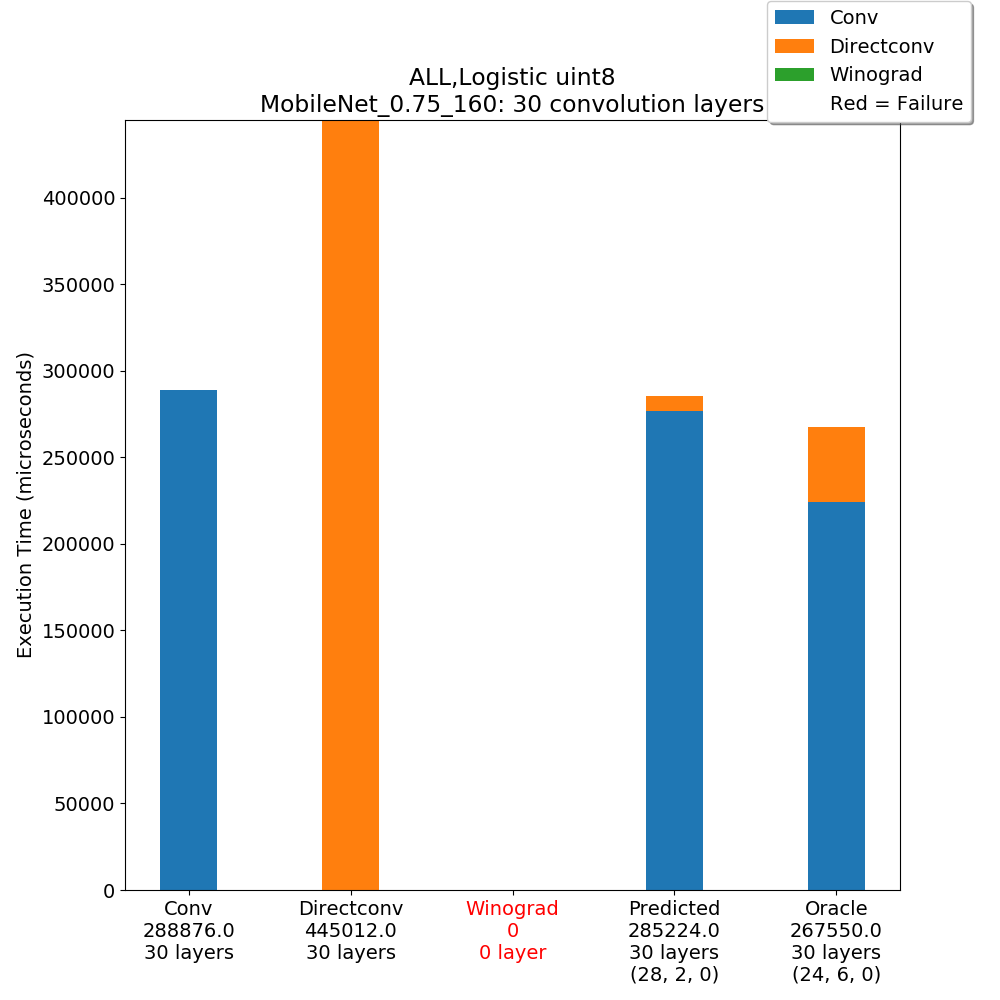 Conv
Directconv
Winograd
Red = Failure
ALL,Logistic uint8
MobileNet_0.75_160: 30 convolution layers
Execution Time (microseconds)
400000
350000
300000
250000
200000
150000
100000
50000
0
Conv
288876.0
30 layers
Directconv
445012.0
30 layers
Winograd
0
0 layer
Predicted
285224.0
30 layers
(28, 2, 0)
Oracle
267550.0
30 layers
(24, 6, 0)